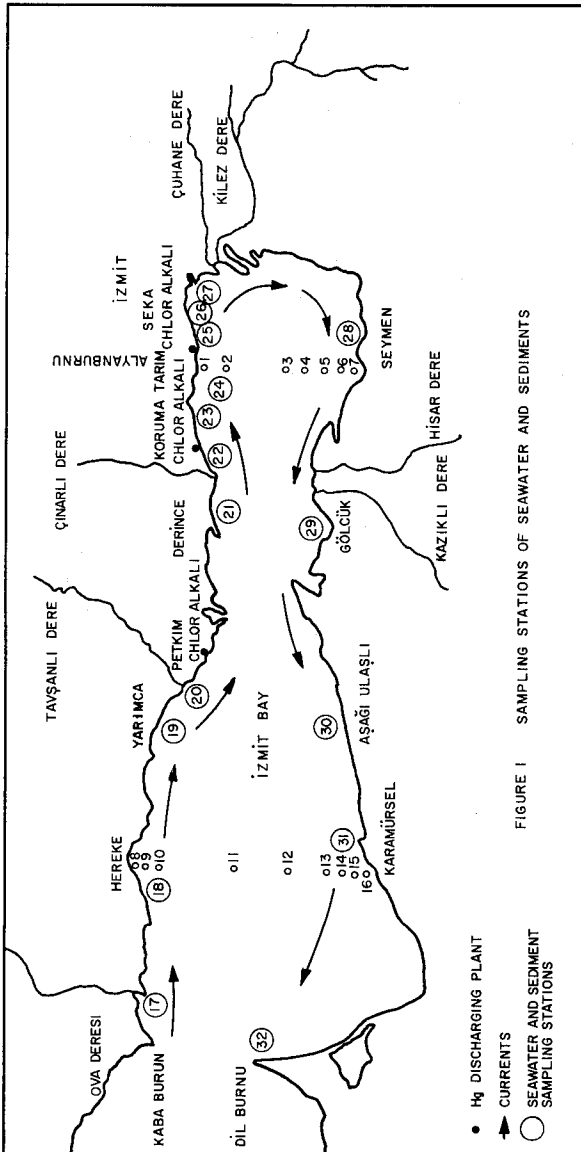 ÇUHANE DERE
KİLEZ DERE
İZMİT
SEKA
CHLOR ALKALİ
ALYANBURNU
KORUMA TARIM
CHLOR ALKALİ
ÇINARLI DERE
DERİNCE
PETKİM
CHLOR ALKALİ
TAVŞANLI DERE
YARIMCA
HEREKE
OVA DERESİ
KABA BURUN
DİL BURNU
İZMİT BAY
KARAMÜRSEL
AŞAĞI ULAŞLI
GÖLCÜK
KAZIKLI DERE
HİSAR DERE
SEYMEN
1
2
3
4
5
6
7
8
9
10
11
12
13
14
15
16
17
18
19
20
21
22
23
24
25
26
27
28
29
30
31
32
Hg DISCHARGING PLANT
CURRENTS
SEAWATER AND SEDIMENT
SAMPLING STATIONS
FIGURE I SAMPLING STATIONS OF SEAWATER AND SEDIMENTS